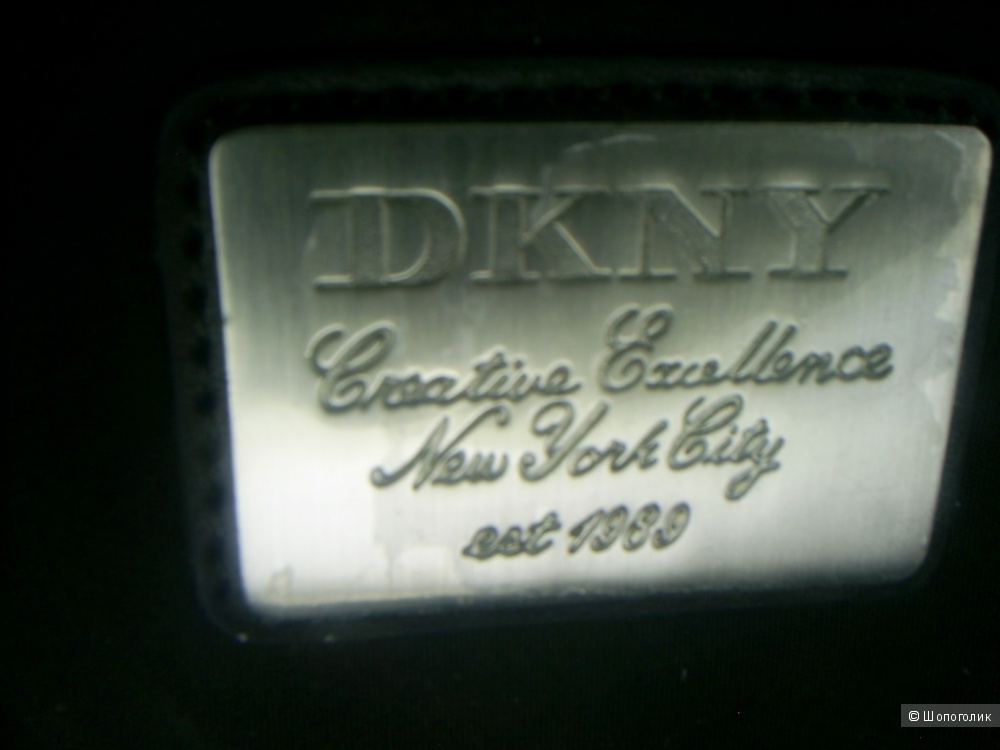 DKNY
Creative Excellence
New York City
est 1989
© Шопоголик